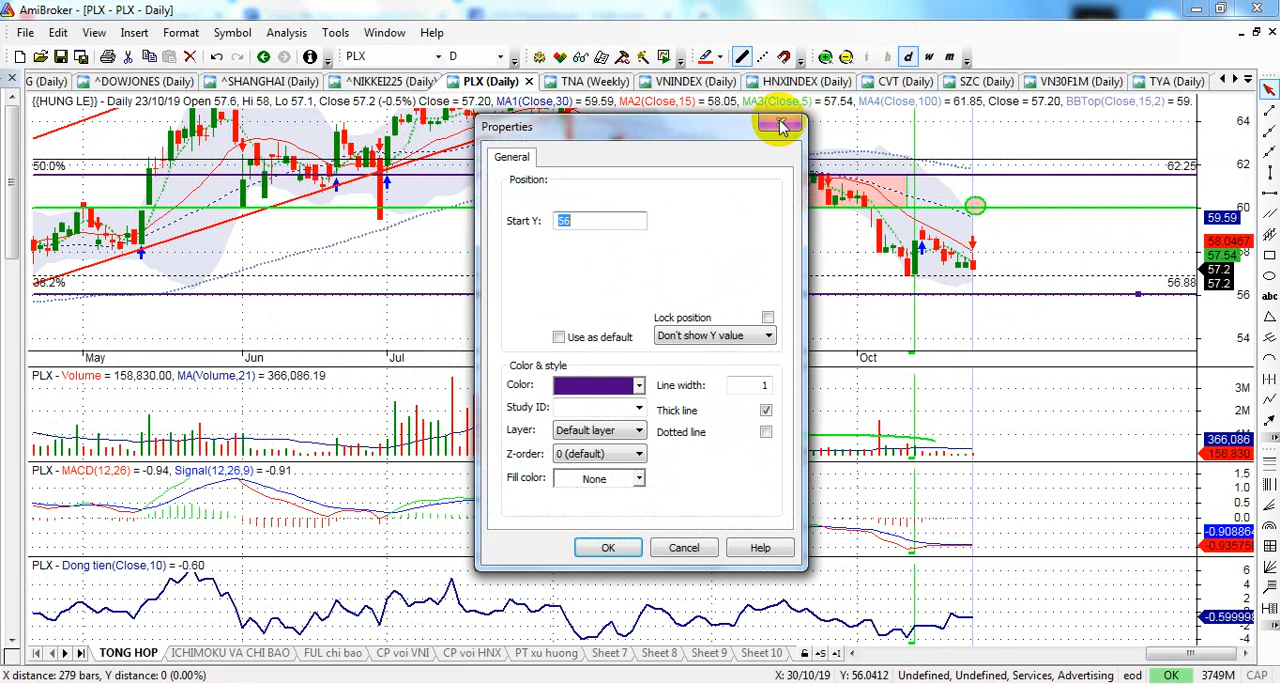 AmiBroker - [PLX - PLX - Daily]
File Edit View Insert Format Symbol Analysis Tools Window Help
PLX D i h d w m
G (Daily) ^DOWJONES (Daily) ^SHANGHAI (Daily) ^NIKKEI225 (Daily) PLX (Daily) TNA (Weekly) VNINDEX (Daily) HNXINDEX (Daily) CVT (Daily) SZC (Daily) VN30F1M (Daily) TYA (Daily)
{{HUNG LE}} - Daily 23/10/19 Open 57.6, Hi 58, Lo 57.1, Close 57.2 (-0.5%) Close = 57.20, MA1(Close,30) = 59.59, MA2(Close,15) = 58.05, MA3(Close,5) = 57.54, MA4(Close,100) = 61.85, Close = 57.20, BBTop(Close,15,2) = 59.
64
Properties
General
62
50.0%
62.25
Position:
60
Start Y: 56
59.59
58.0467
57.54
57.2
57.2
38.2%
56.88
56
Lock position
Use as default
Don't show Y value
54
May Jun Jul Oct
Color & style
PLX - Volume = 158,830.00, MA(Volume,21) = 366,086.19
Color:
Line width: 1
3M
Study ID:
Thick line
2M
Layer: Default layer
Dotted line
366,086
Z-order: 0 (default)
158,830
PLX - MACD(12,26) = -0.94, Signal(12,26,9) = -0.91
Fill color: None
1.5
1.0
0.5
0.0
-0.908864
-0.935758
OK Cancel Help
PLX - Dong tien(Close,10) = -0.60
6
4
2
0
-0.599998
-4
TONG HOP ICHIMOKU VA CHI BAO FUL chi bao CP voi VNI CP voi HNX PT xu huong Sheet 7 Sheet 8 Sheet 9 Sheet 10
X distance: 279 bars, Y distance: 0 (0.00%) X: 30/10/19 Y: 56.0412 Undefined, Undefined, Services, Advertising eod OK 3749M CAP
abc